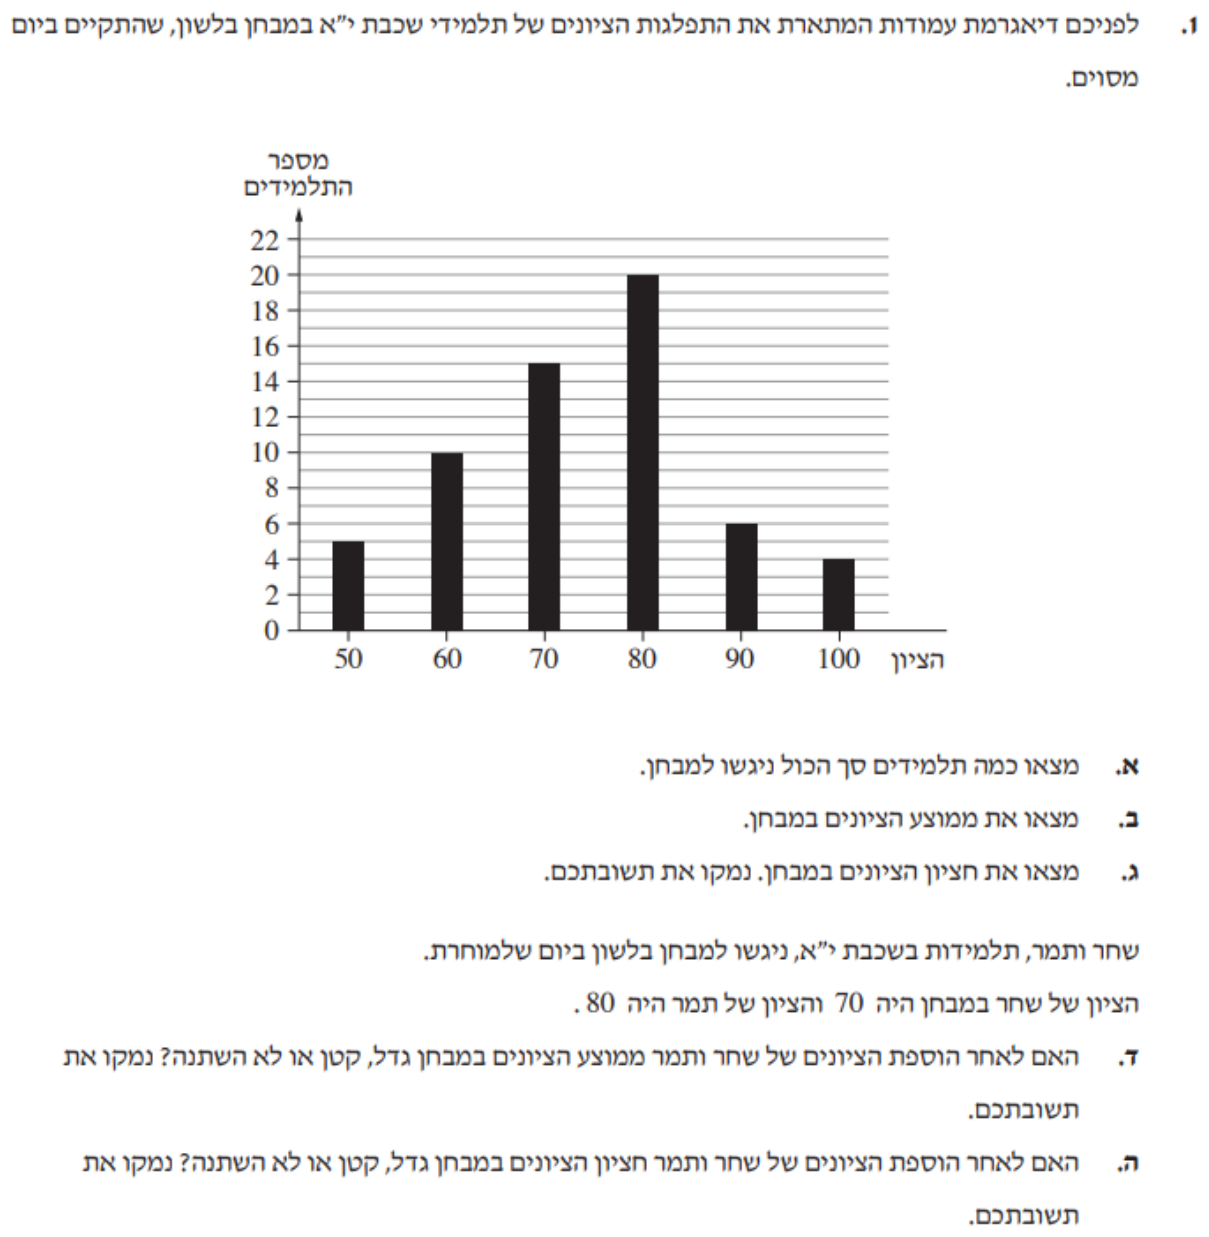 1. לפניכם דיאגרמת עמודות המתארת את התפלגות הציונים של תלמידי שכבת י״א במבחן בלשון, שהתקיים ביום
מסוים.
מספר
התלמידים
22
20
18
16
14
12
10
8
6
4
2
0
50 60 70 80 90 100 הציון
א. מצאו כמה תלמידים סך הכול ניגשו למבחן.
ב. מצאו את ממוצע הציונים במבחן.
ג. מצאו את חציון הציונים במבחן. נמקו את תשובתכם.
שחר ותמר, תלמידות בשכבת י״א, ניגשו למבחן בלשון ביום שלמוחרת.
הציון של שחר במבחן היה 70 והציון של תמר היה 80 .
ד. האם לאחר הוספת הציונים של שחר ותמר ממוצע הציונים במבחן גדל, קטן או לא השתנה? נמקו את
תשובתכם.
ה. האם לאחר הוספת הציונים של שחר ותמר חציון הציונים במבחן גדל, קטן או לא השתנה? נמקו את
תשובתכם.